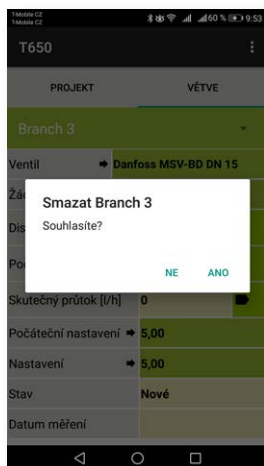 T-Mobile CZ
T-Mobile CZ
60 % 9:53
T650
PROJEKT VĚTVE
Branch 3
Ventil Danfoss MSV-BD DN 15
Smazat Branch 3
Souhlasíte?
NE ANO
Skutečný průtok [l/h] 0
Počáteční nastavení 5,00
Nastavení 5,00
Stav Nové
Datum měření